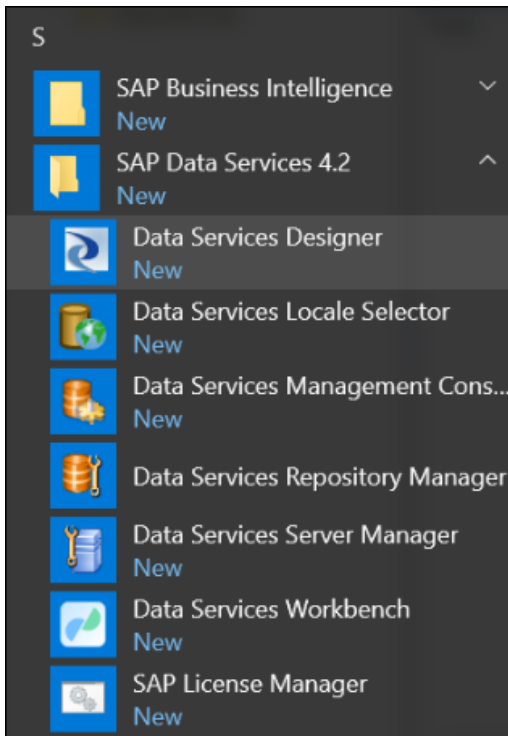 S
SAP Business Intelligence
New
SAP Data Services 4.2
New
Data Services Designer
New
Data Services Locale Selector
New
Data Services Management Cons...
New
Data Services Repository Manager
Data Services Server Manager
New
Data Services Workbench
New
SAP License Manager
New